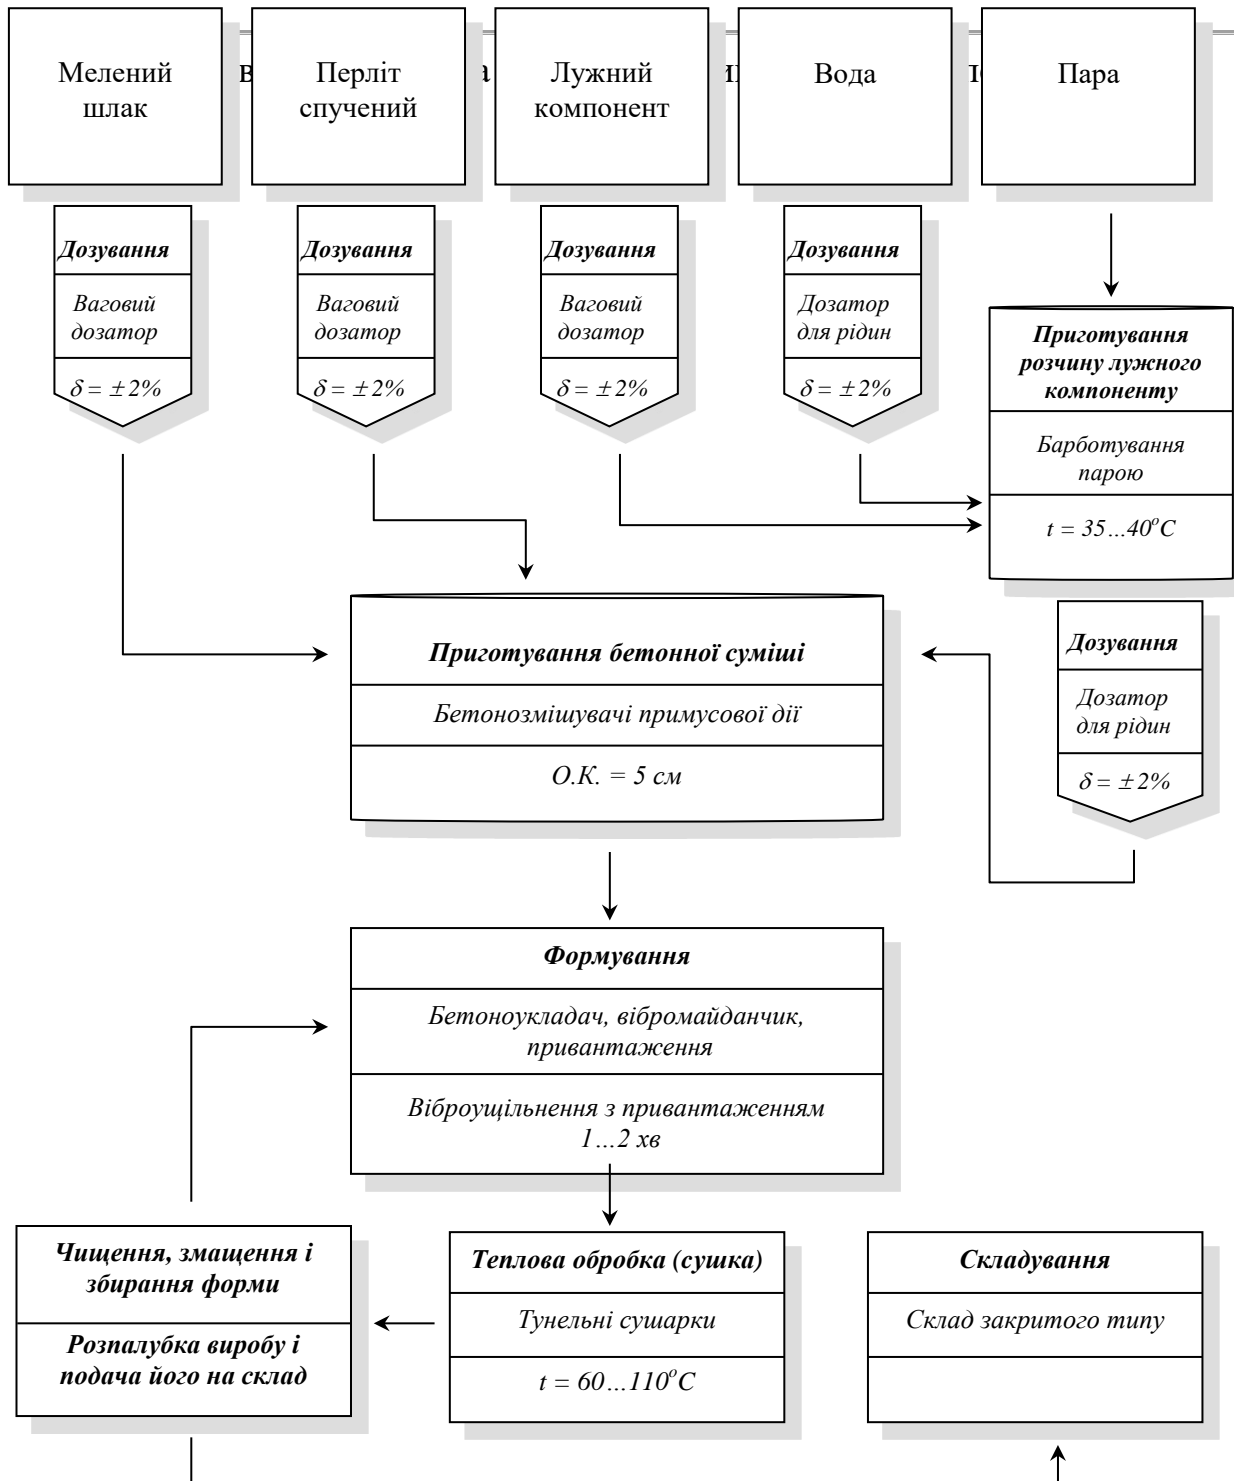 Мелений
шлак
Перліт
спучений
Лужний
компонент
Вода
Пара
Дозування
Ваговий
дозатор
δ = ±2%
Дозування
Ваговий
дозатор
δ = ±2%
Дозування
Ваговий
дозатор
δ = ±2%
Дозування
Дозатор
для рідин
δ = ±2%
Приготування
розчину лужного
компоненту
Барботування
парою
t = 35...40°C
Приготування бетонної суміші
Бетонозмішувачі примусової дії
О.К. = 5 см
Дозування
Дозатор
для рідин
δ = ±2%
Формування
Бетоноукладач, вібромайданчик,
привантаження
Віброущільнення з привантаженням
1...2 хв
Чищення, змащення і
збирання форми
Розпалубка виробу і
подача його на склад
Теплова обробка (сушка)
Тунельні сушарки
t = 60...110°C
Складування
Склад закритого типу